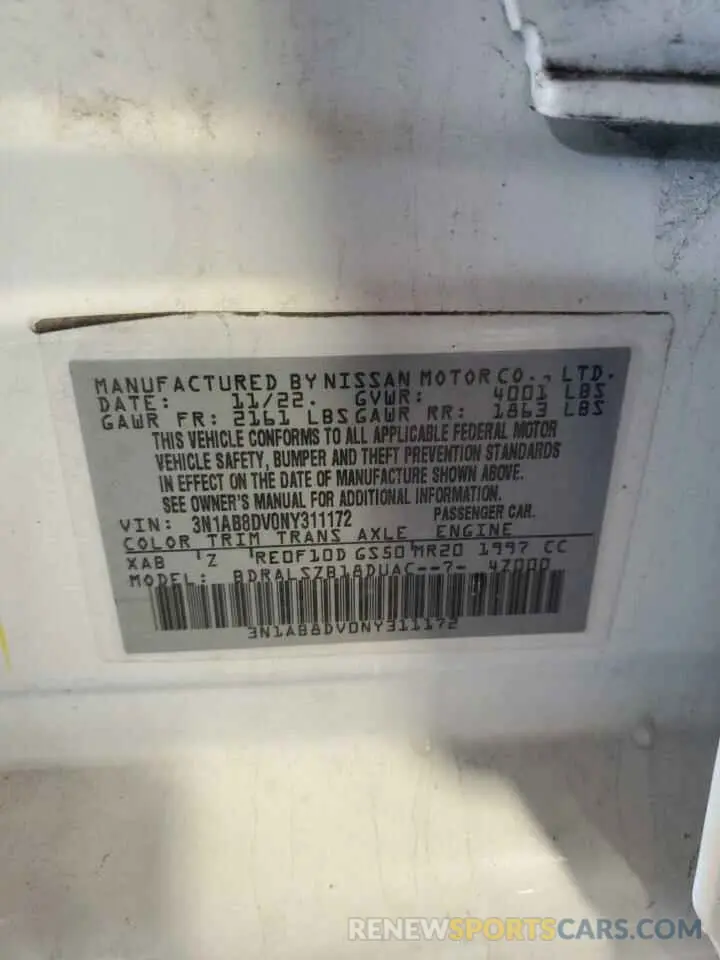 MANUFACTURED BY NISSAN MOTOR CO., LTD.
DATE: 11/22. GVWR: 4001 LBS
GAWR FR: 2161 LBS GAWR RR: 1863 LBS
THIS VEHICLE CONFORMS TO ALL APPLICABLE FEDERAL MOTOR
VEHICLE SAFETY, BUMPER AND THEFT PREVENTION STANDARDS
IN EFFECT ON THE DATE OF MANUFACTURE SHOWN ABOVE.
SEE OWNER'S MANUAL FOR ADDITIONAL INFORMATION.
VIN: 3N1AB8DV0NY311172 PASSENGER CAR.
COLOR TRIM TRANS AXLE ENGINE
XAB 'Z 'RE0F10D GS50 MR20 1997 CC
MODEL: BDRALSZB18DUAC--7- 4Z000
3N1AB8DV0NY311172
RENEWSPORTSCARS.COM